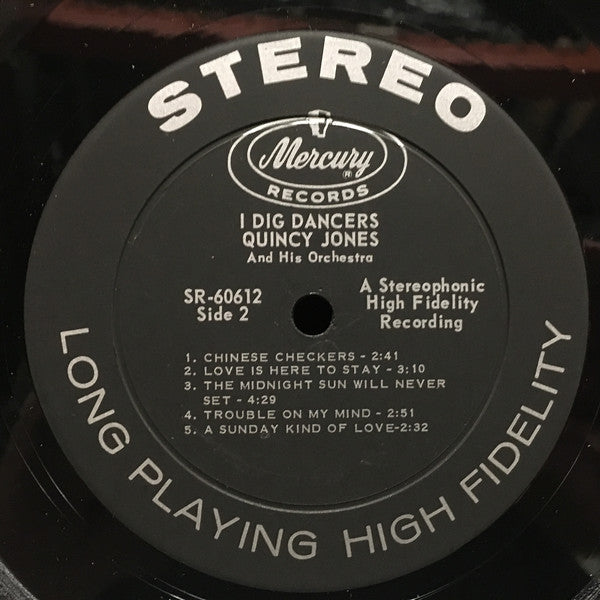 STEREO
Mercury
®
RECORDS
I DIG DANCERS
QUINCY JONES
And His Orchestra
SR-60612
Side 2
A Stereophonic
High Fidelity
Recording
1. CHINESE CHECKERS - 2:41
2. LOVE IS HERE TO STAY - 3:10
3. THE MIDNIGHT SUN WILL NEVER
SET - 4:29
4. TROUBLE ON MY MIND - 2:51
5. A SUNDAY KIND OF LOVE-2:32
LONG PLAYING HIGH FIDELITY